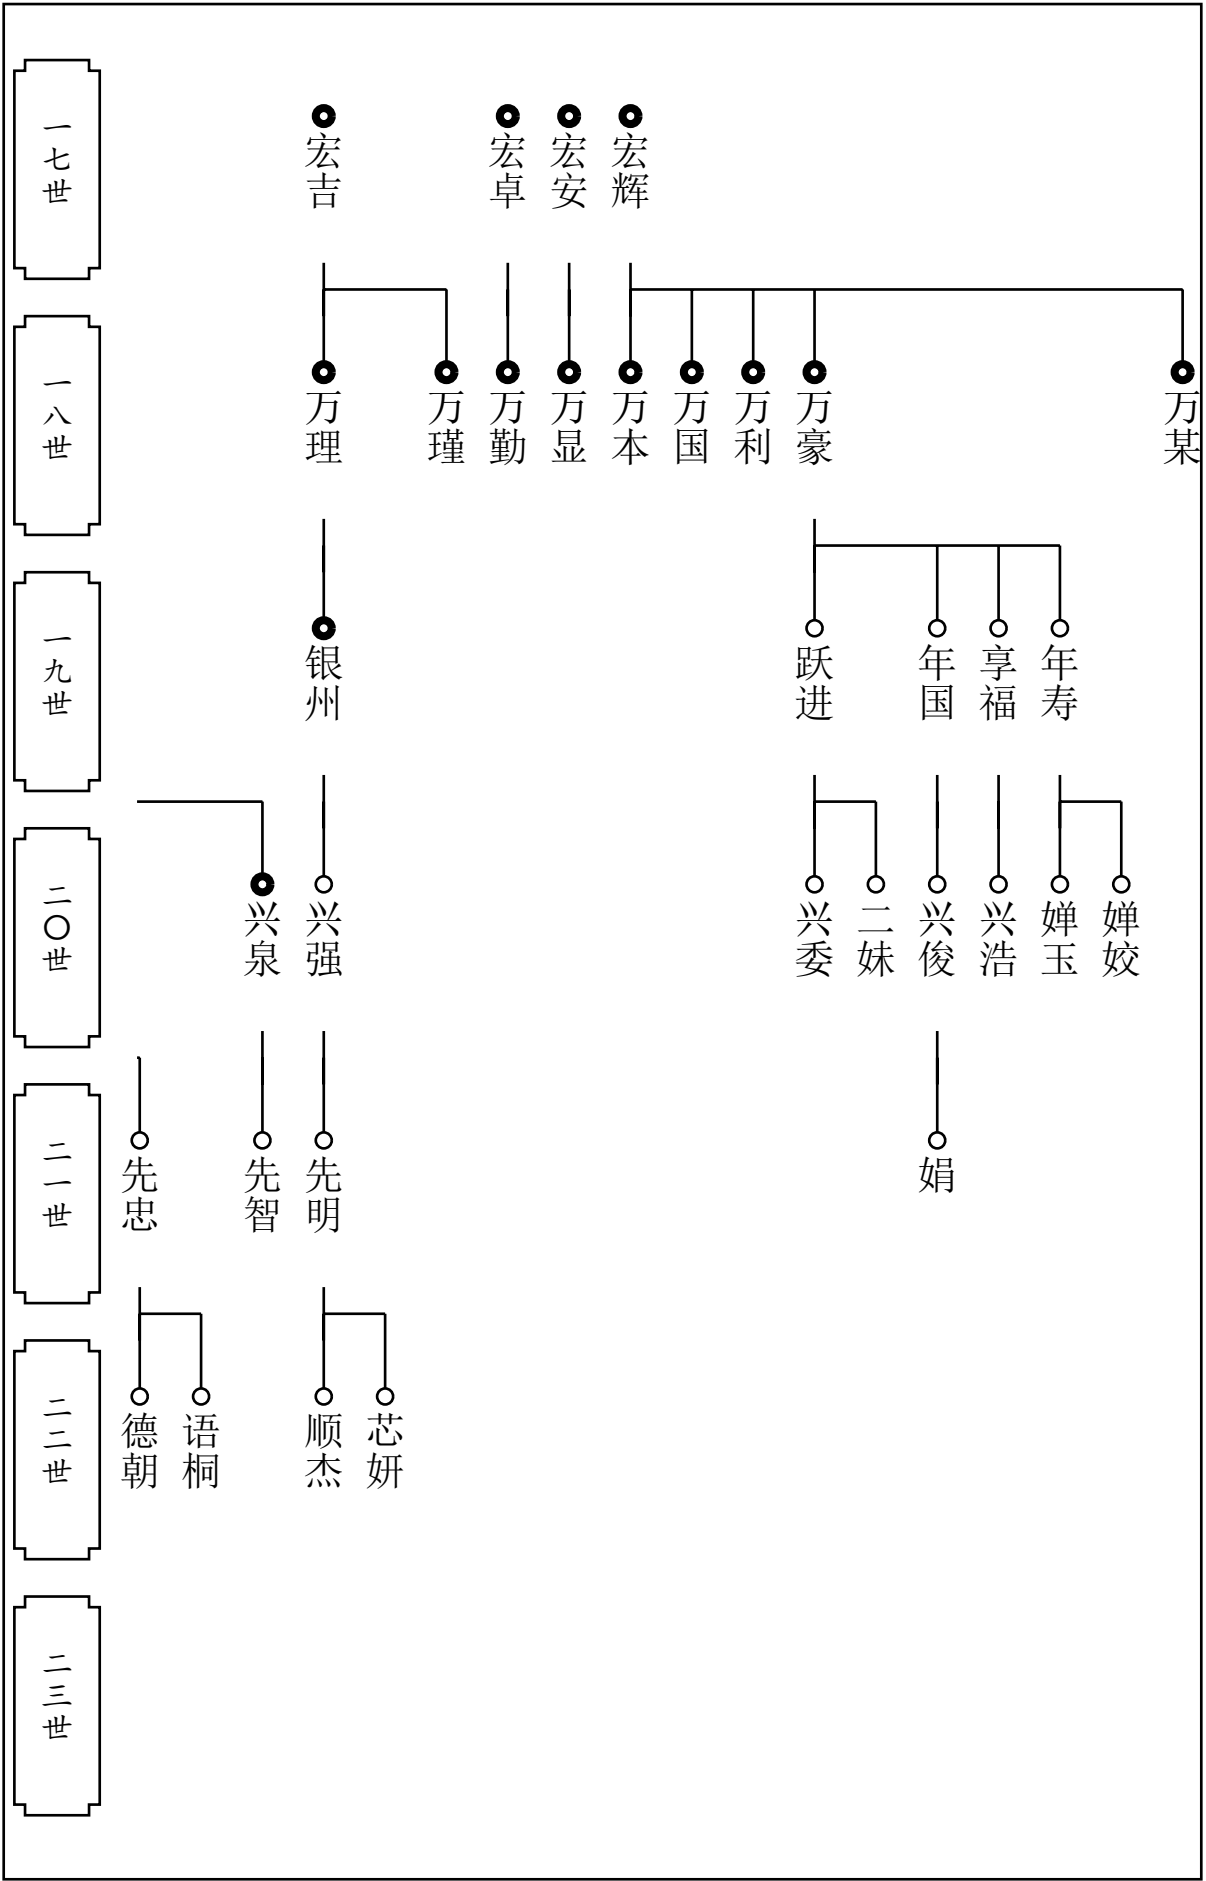 一七世
宏吉
宏卓
宏安
宏辉
一八世
万理
万瑾
万勤
万显
万本
万国
万利
万豪
万某
一九世
银州
跃进
年国
享福
年寿
二〇世
兴泉
兴强
兴委
二妹
兴俊
兴浩
婵玉
婵姣
二一世
先忠
先智
先明
娟
二二世
德朝
语桐
顺杰
芯妍
二三世